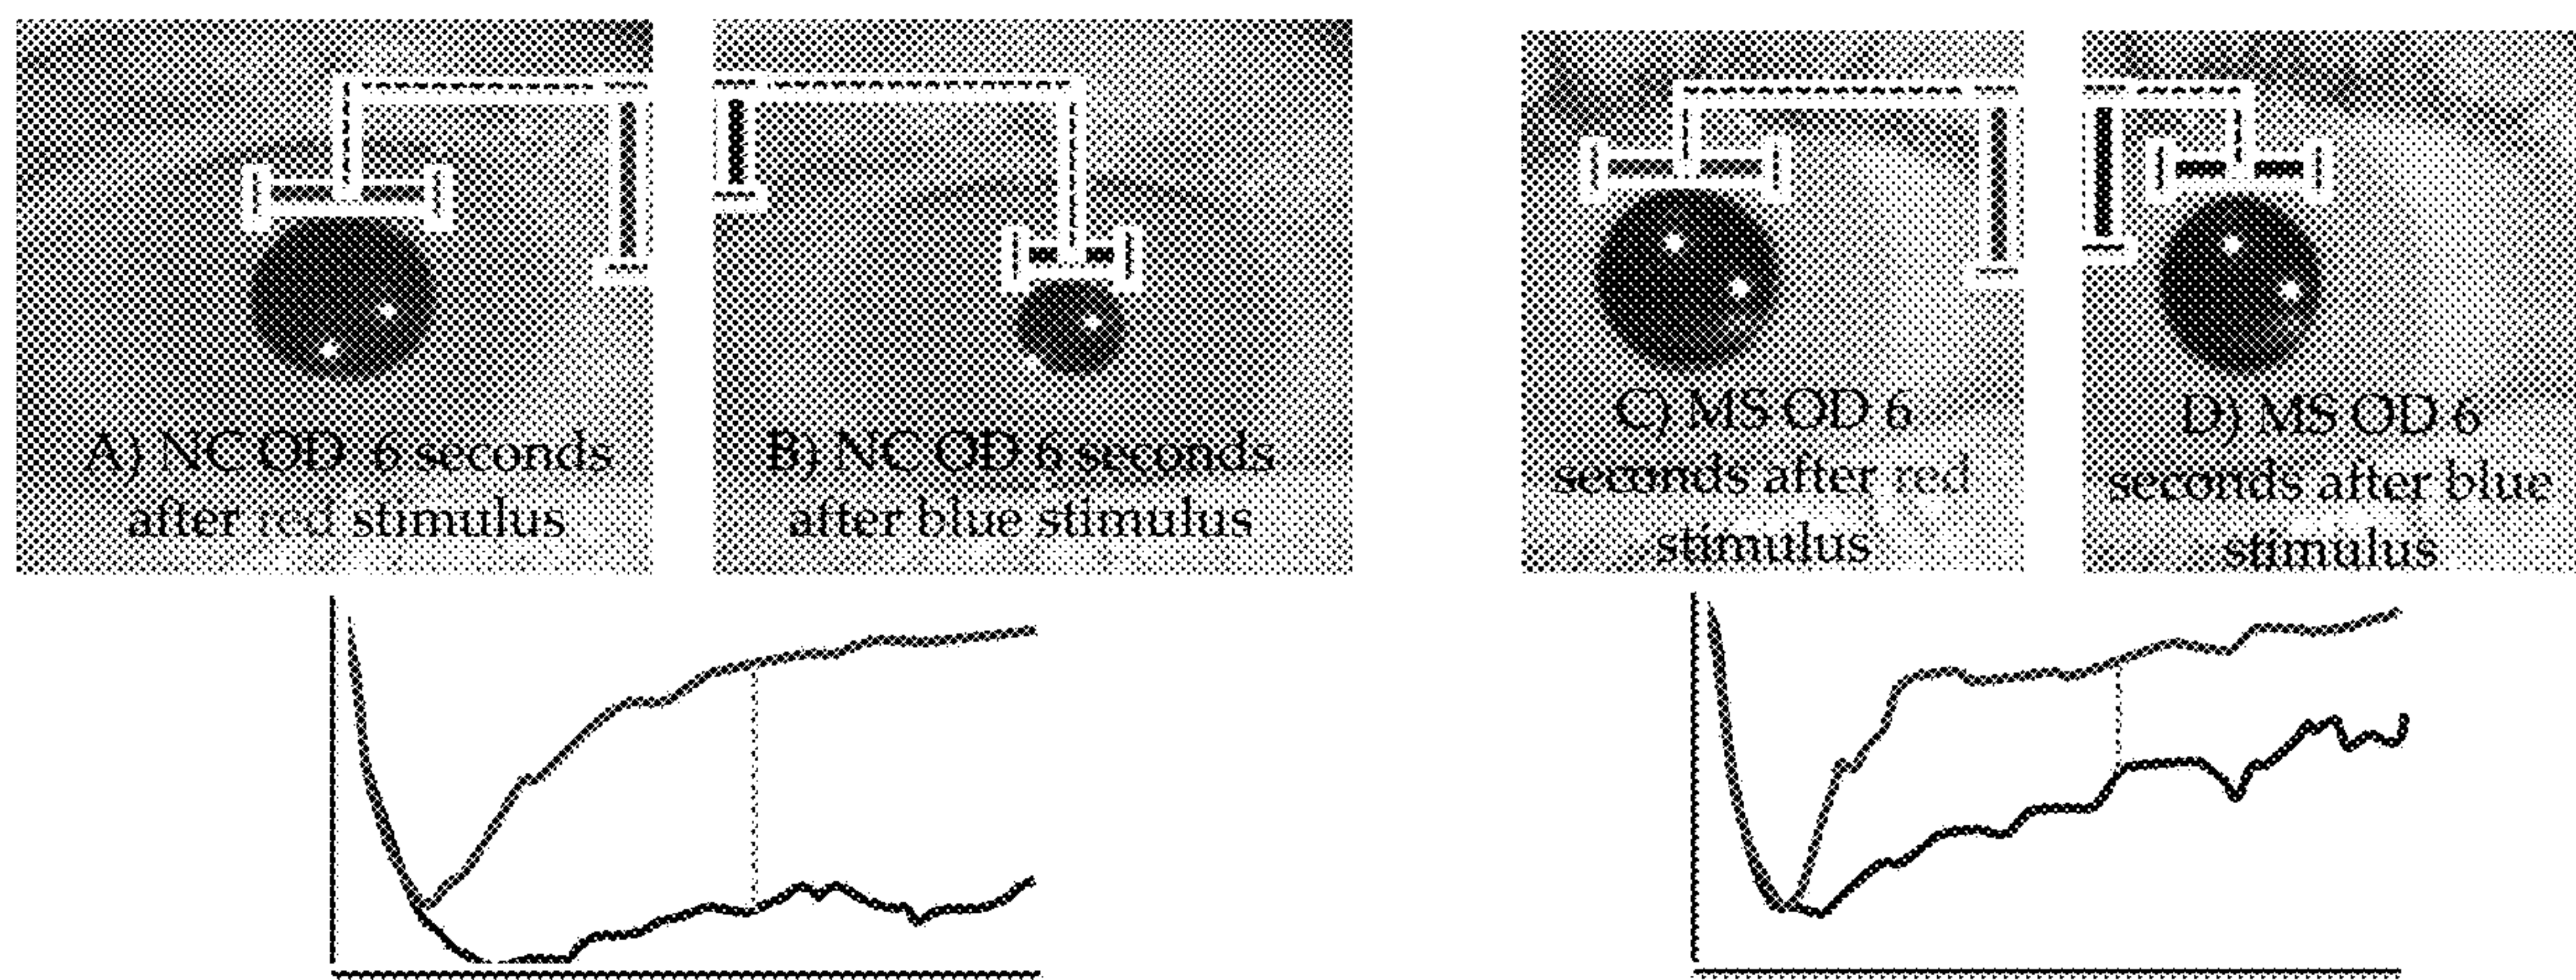 A) NC OD 6 seconds
after red stimulus
B) NC OD 6 seconds
after blue stimulus
C) MS OD 6
seconds after red
stimulus
D) MS OD 6
seconds after blue
stimulus